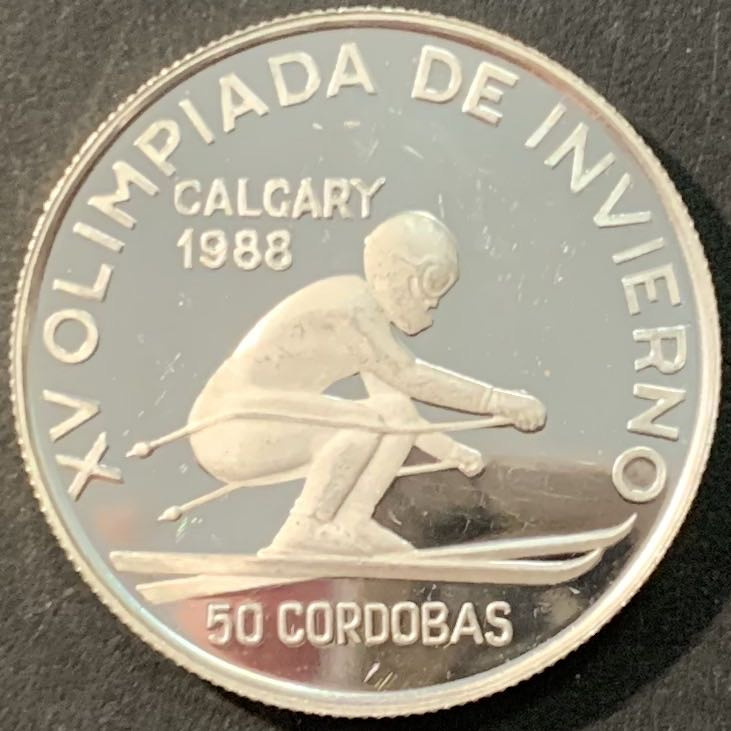 XV OLIMPIADA DE INVIERNO
CALGARY
1988
50 CORDOBAS